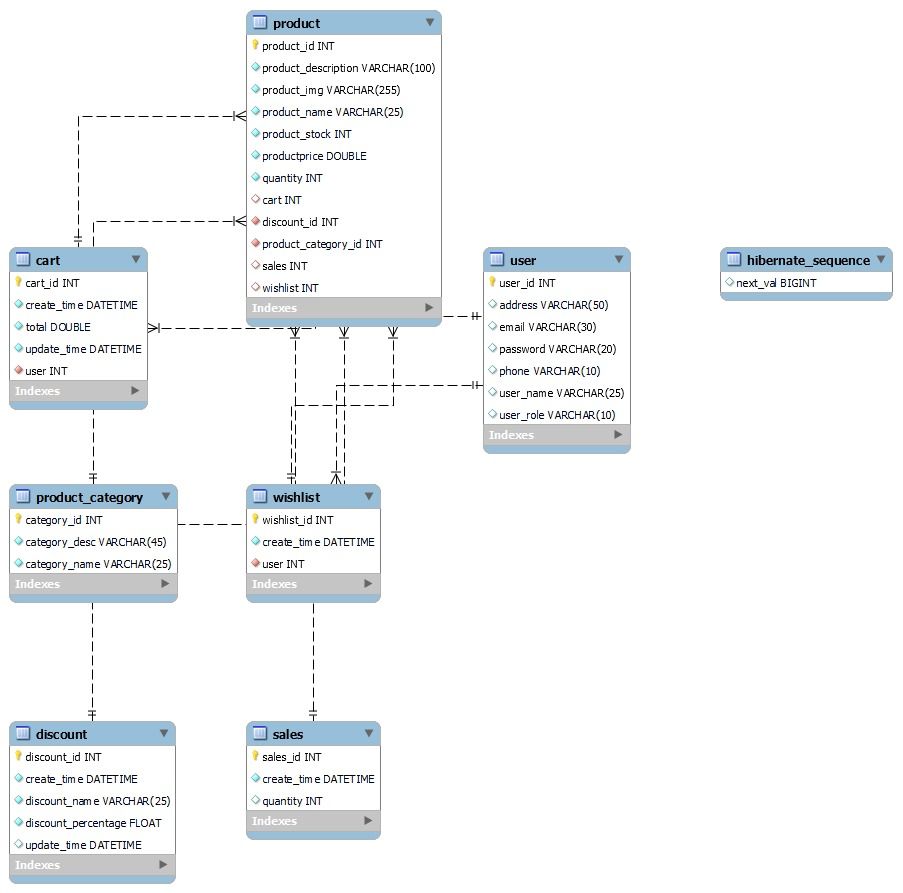 product
product_id INT
product_description VARCHAR(100)
product_img VARCHAR(255)
product_name VARCHAR(25)
product_stock INT
productprice DOUBLE
quantity INT
cart INT
discount_id INT
product_category_id INT
sales INT
wishlist INT
Indexes
cart
cart_id INT
create_time DATETIME
total DOUBLE
update_time DATETIME
user INT
Indexes
user
user_id INT
address VARCHAR(50)
email VARCHAR(30)
password VARCHAR(20)
phone VARCHAR(10)
user_name VARCHAR(25)
user_role VARCHAR(10)
Indexes
hibernate_sequence
next_val BIGINT
product_category
category_id INT
category_desc VARCHAR(45)
category_name VARCHAR(25)
Indexes
wishlist
wishlist_id INT
create_time DATETIME
user INT
Indexes
discount
discount_id INT
create_time DATETIME
discount_name VARCHAR(25)
discount_percentage FLOAT
update_time DATETIME
Indexes
sales
sales_id INT
create_time DATETIME
quantity INT
Indexes